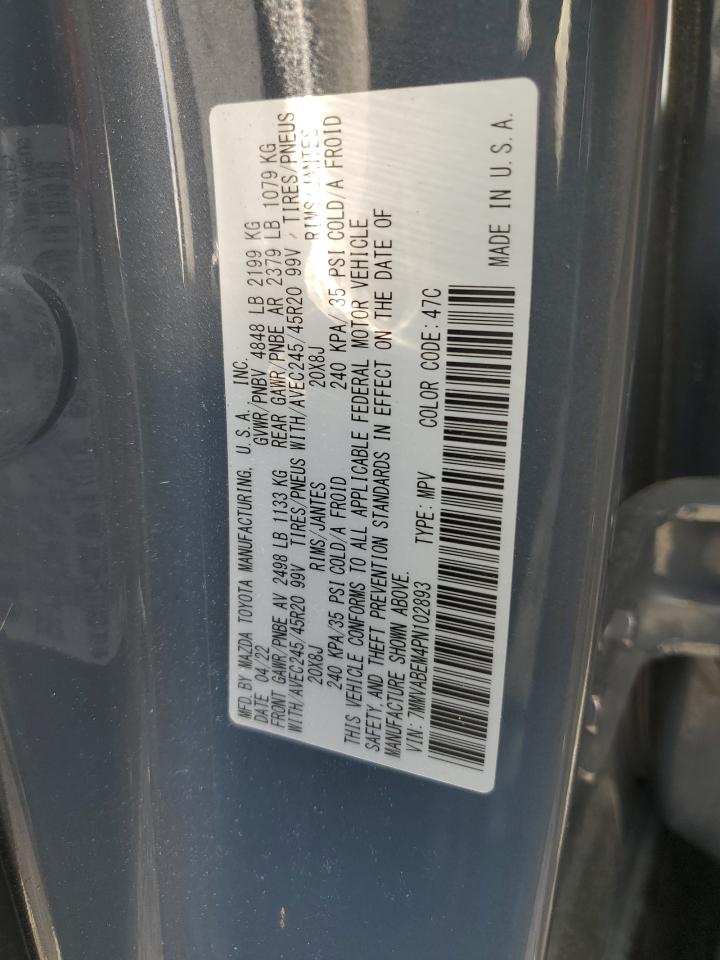 MFD. BY MAZDA TOYOTA MANUFACTURING, U.S.A. INC.
DATE 04/22 GVWR/PNBV 4848 LB 2199 KG
FRONT GAWR/PNBE AV 2498 LB 1133 KG REAR GAWR/PNBE AR 2379 LB 1079 KG
WITH/AVEC245/45R20 99V TIRES/PNEUS WITH/AVEC245/45R20 99V TIRES/PNEUS
20X8J RIMS/JANTES 20X8J RIMS/JANTES
240 KPA/35 PSI COLD/A FROID 240 KPA/35 PSI COLD/A FROID
THIS VEHICLE CONFORMS TO ALL APPLICABLE FEDERAL MOTOR VEHICLE
SAFETY,AND THEFT PREVENTION STANDARDS IN EFFECT ON THE DATE OF
MANUFACTURE SHOWN ABOVE.
VIN: 7MMVABEM4PN102893 TYPE: MPV COLOR CODE: 47C
MADE IN U.S.A.